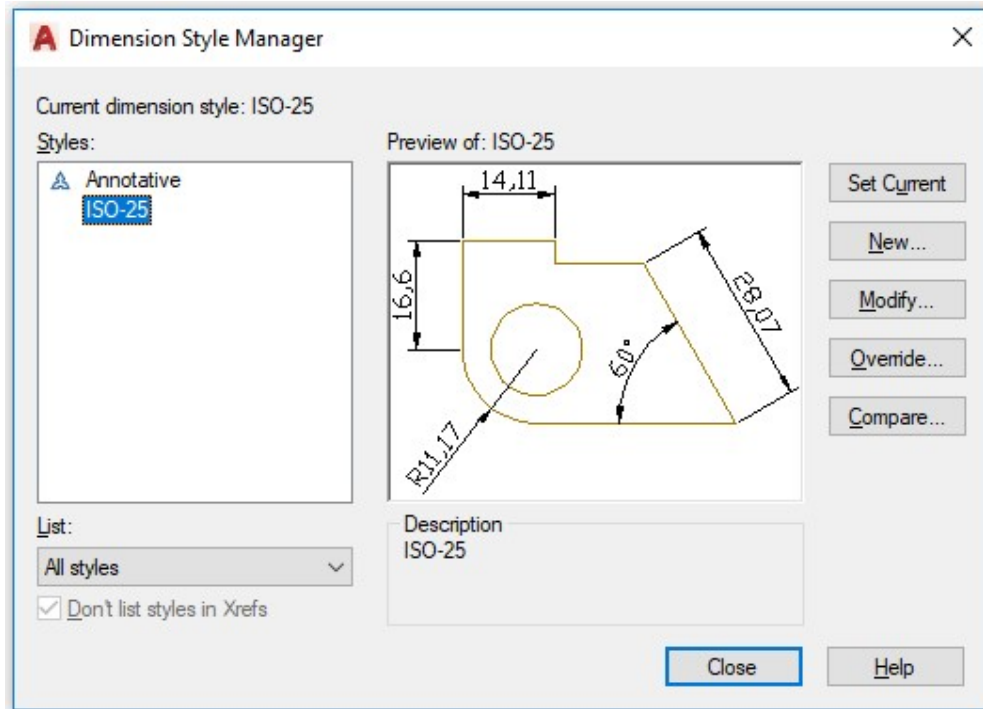 Dimension Style Manager
Current dimension style: ISO-25
Styles:
Annotative
ISO-25
Preview of: ISO-25
14,11
16,6
28,07
60°
R11,17
Set Current
New...
Modify...
Override...
Compare...
List:
All styles
Don't list styles in Xrefs
Description
ISO-25
Close
Help